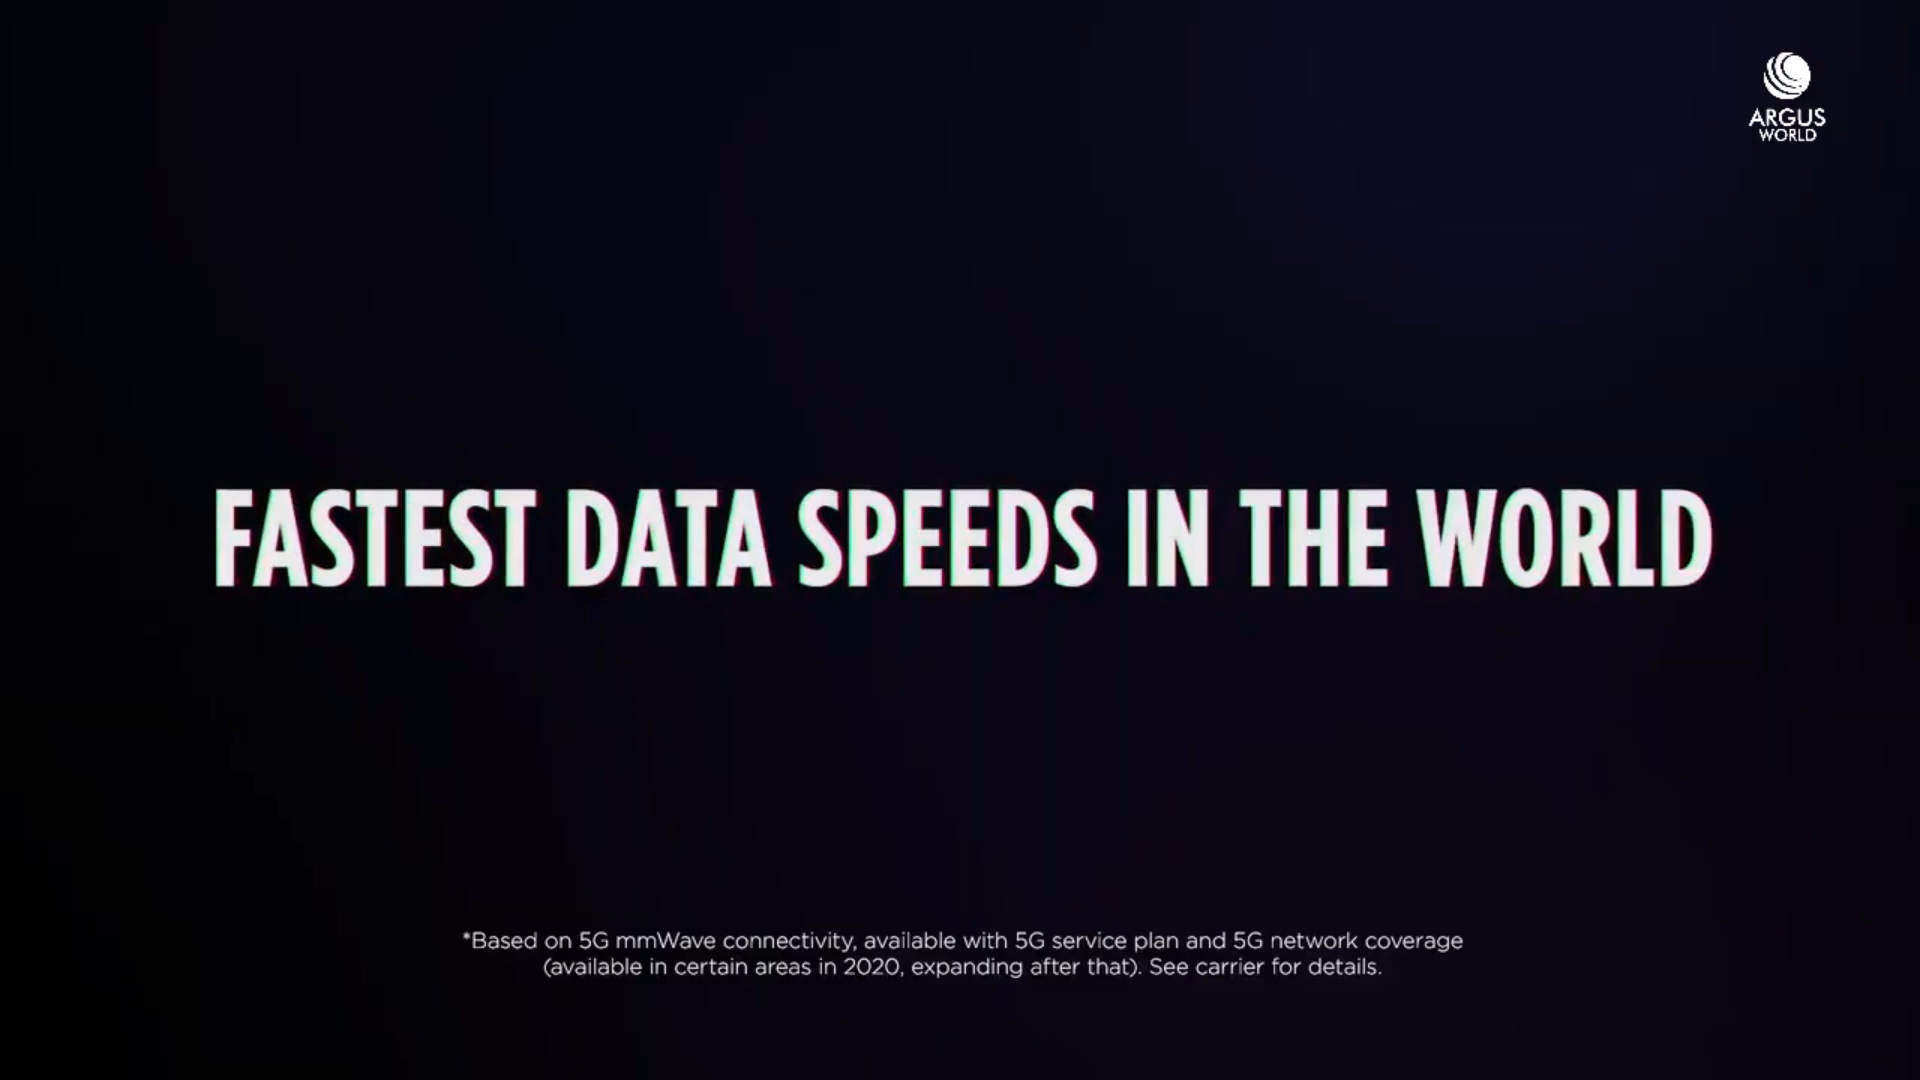 ARGUS
WORLD
FASTEST DATA SPEEDS IN THE WORLD
*Based on 5G mmWave connectivity, available with 5G service plan and 5G network coverage
(available in certain areas in 2020, expanding after that). See carrier for details.